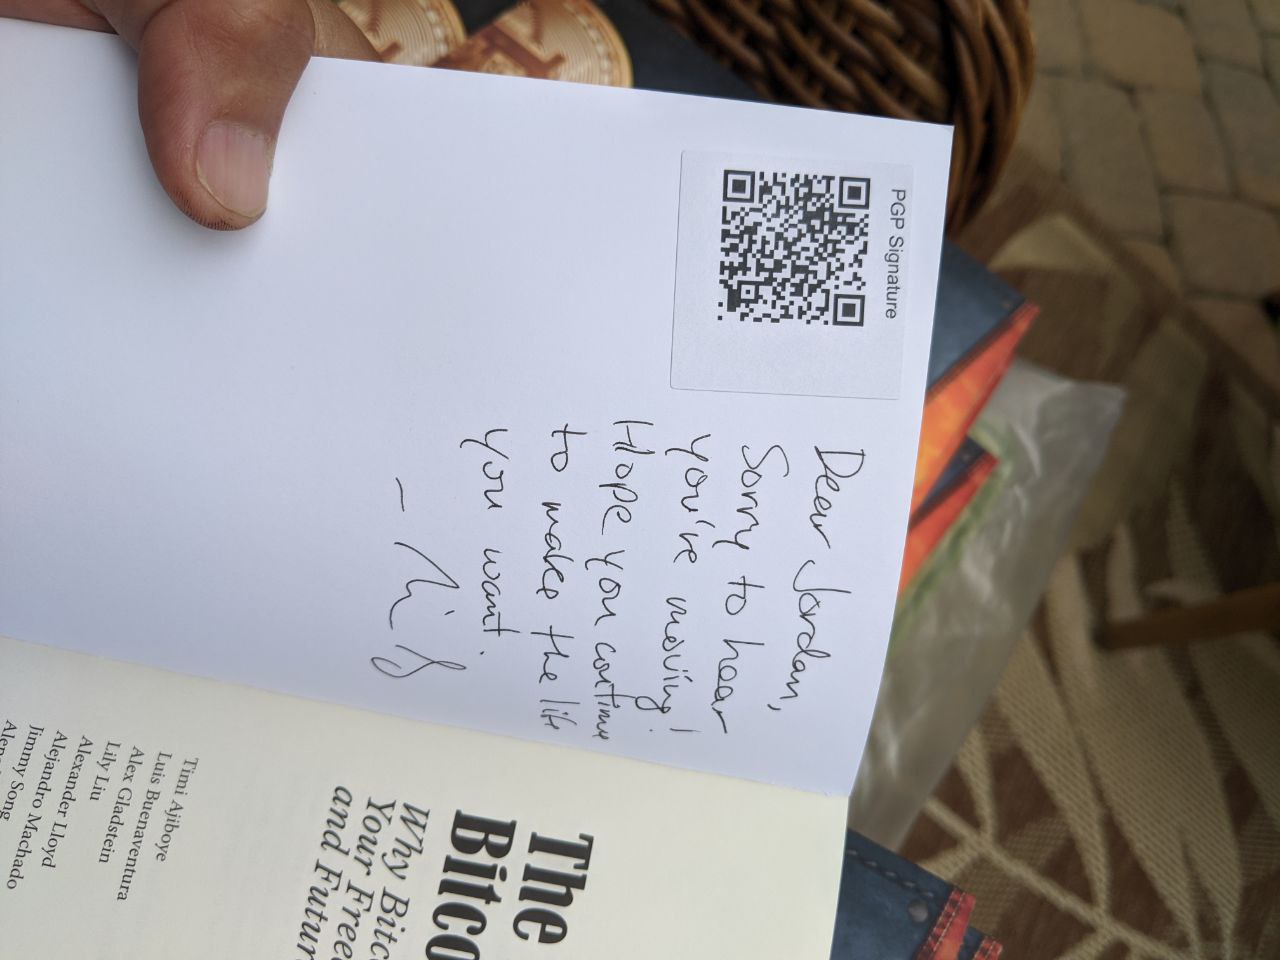 PGP Signature
Dear Jordan,
Sorry to hear
you're moving!
Hope you continue
to make the life
you want.
The
Bitco
Why Bitc
Your Free
and Futur
Timi Ajiboye
Luis Buenaventura
Alex Gladstein
Lily Liu
Alexander Lloyd
Alejandro Machado
Jimmy Song
Alena